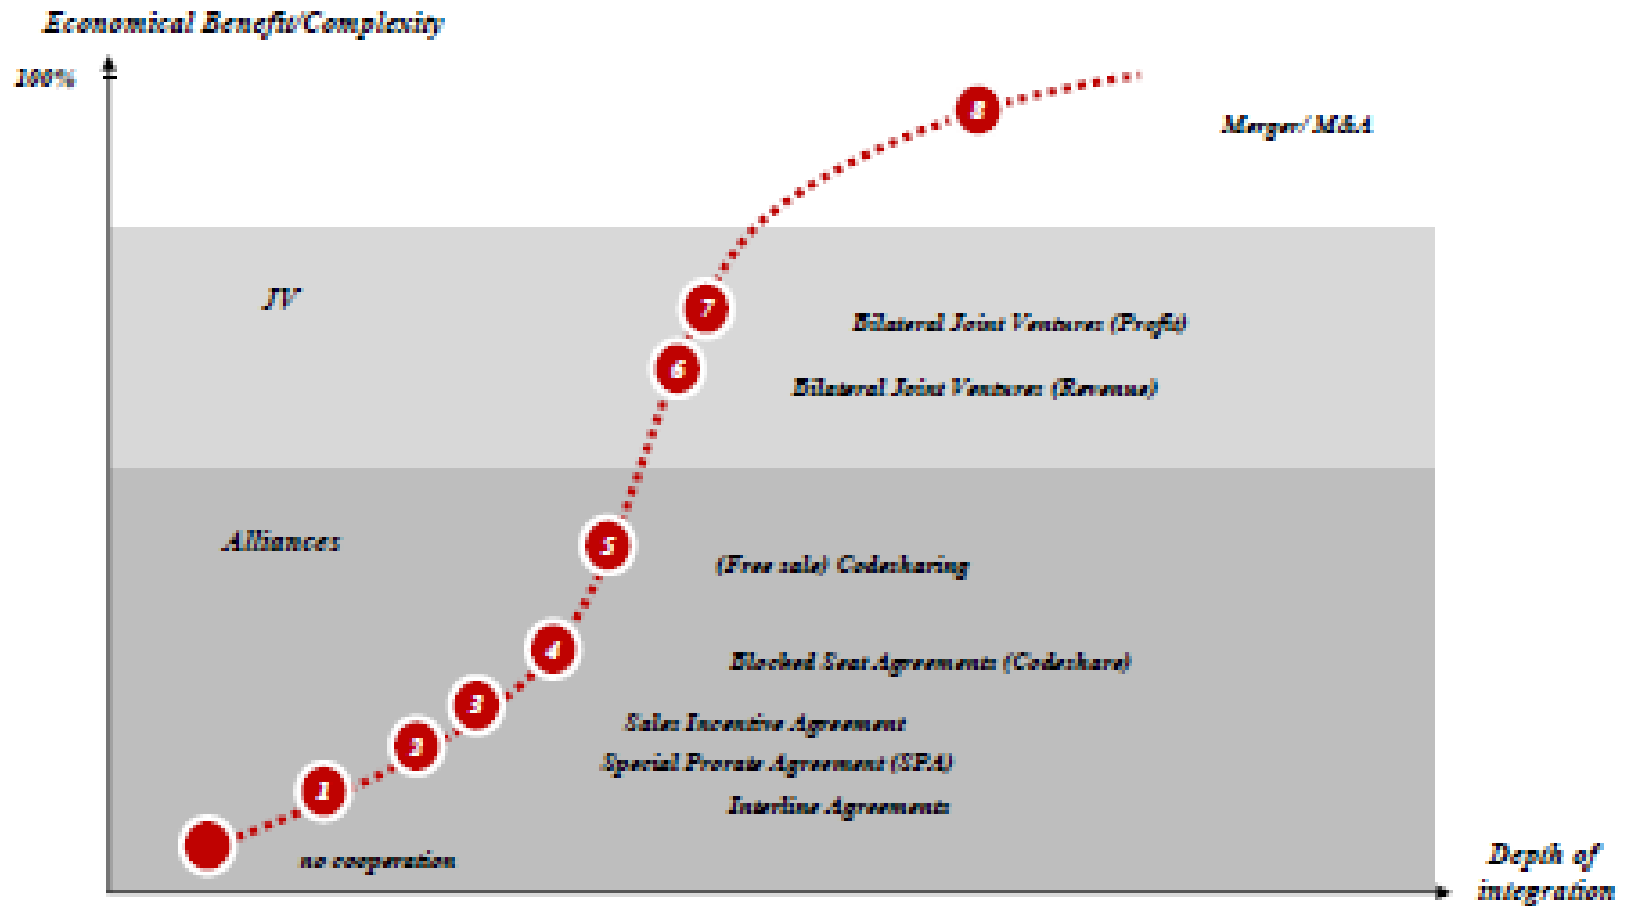 Economical Benefit/Complexity
100%
8
Merger/ M&A
JV
7
Bilateral Joint Ventures (Profit)
6
Bilateral Joint Ventures (Revenue)
Alliances
5
(Free sale) Codesharing
4
Blocked Seat Agreements (Codeshare)
3
Sales Incentive Agreement
2
Special Prorate Agreement (SPA)
1
Interline Agreements
no cooperation
Depth of
integration